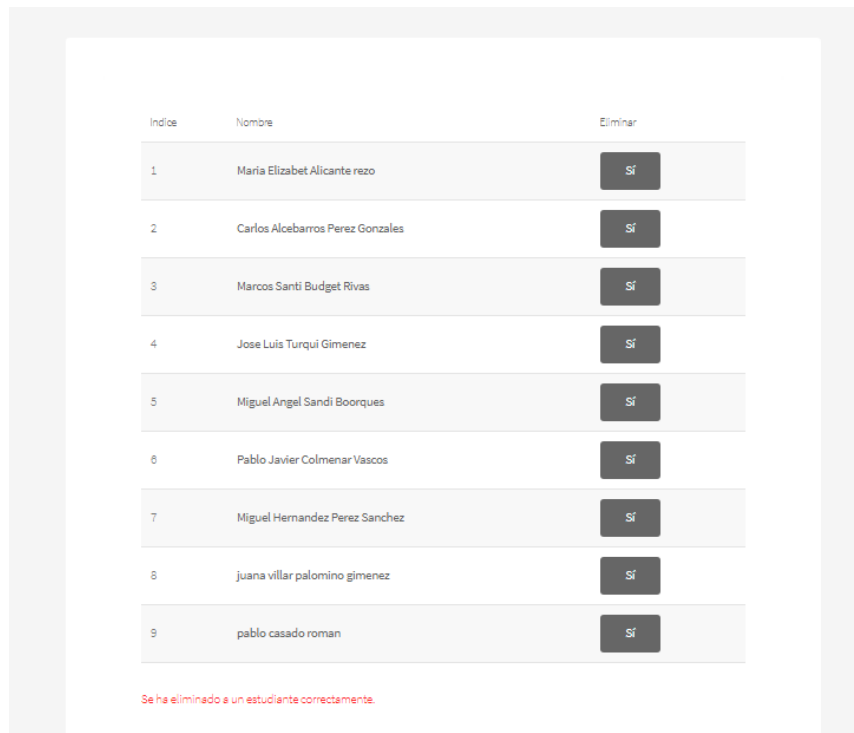 Indice Nombre Eliminar
1 Maria Elizabet Alicante rezo Sí
2 Carlos Alcebarros Perez Gonzales Sí
3 Marcos Santi Budget Rivas Sí
4 Jose Luis Turqui Gimenez Sí
5 Miguel Angel Sandi Boorques Sí
6 Pablo Javier Colmenar Vascos Sí
7 Miguel Hernandez Perez Sanchez Sí
8 juana villar palomino gimenez Sí
9 pablo casado roman Sí
Se ha eliminado a un estudiante correctamente.